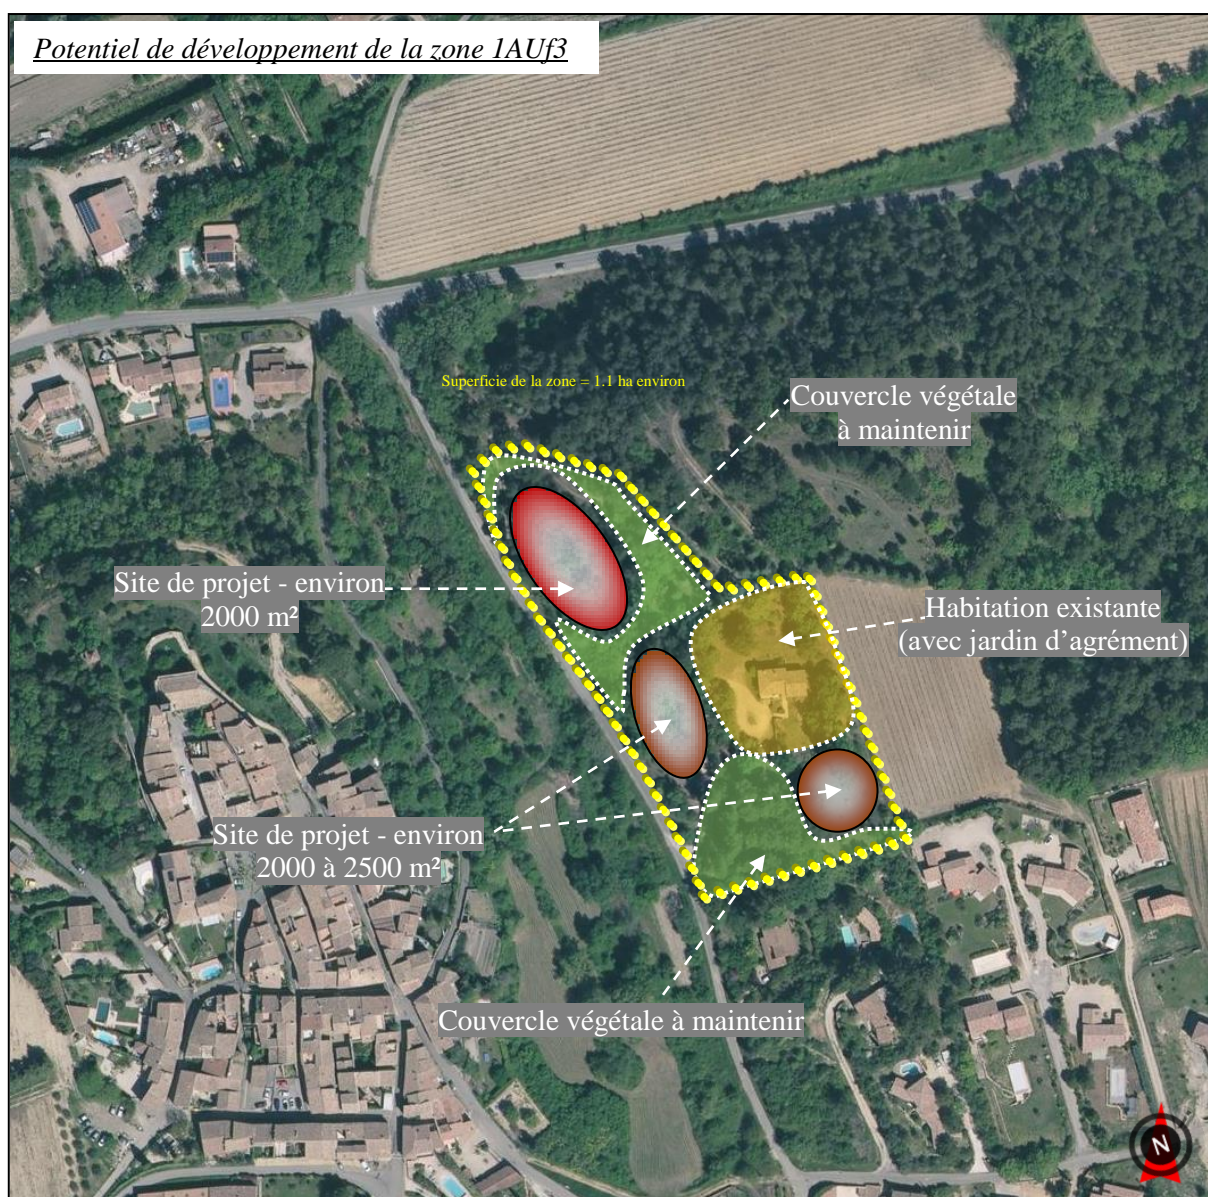 Potentiel de développement de la zone 1AUf3
Superficie de la zone = 1.1 ha environ
Couvercle végétale
à maintenir
Site de projet - environ
2000 m²
Habitation existante
(avec jardin d’agrément)
Site de projet - environ
2000 à 2500 m²
Couvercle végétale à maintenir
N